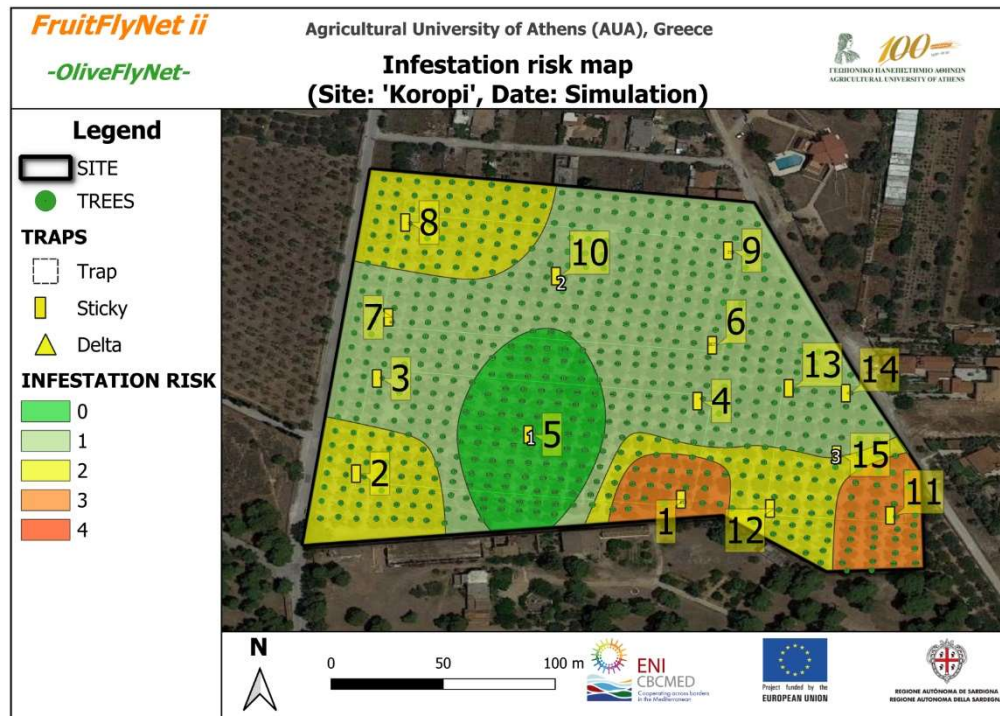 FruitFlyNet ii
-OliveFlyNet-
Agricultural University of Athens (AUA), Greece
Infestation risk map
(Site: 'Koropi', Date: Simulation)
100
ΓΕΩΠΟΝΙΚΟ ΠΑΝΕΠΙΣΤΗΜΙΟ ΑΘΗΝΩΝ
AGRICULTURAL UNIVERSITY OF ATHENS
Legend
SITE
TREES
TRAPS
Trap
Sticky
Delta
INFESTATION RISK
0
1
2
3
4
8
10
2
9
7
6
3
13
14
4
5
1
2
15
3
1
12
11
N
0
50
100 m
ENI
CBCMED
Cooperating across borders
in the Mediterranean
Project funded by the
EUROPEAN UNION
REGIONE AUTÒNOMA DE SARDIGNA
REGIONE AUTONOMA DELLA SARDEGNA